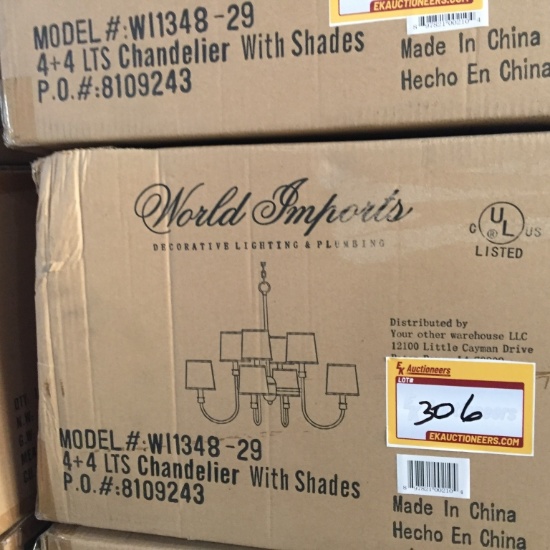 EKAUCTIONEERS.COM
MODEL #:WI1348-29
4+4 LTS Chandelier With Shades
P.O.#:8109243
Made In China
Hecho En China
World Imports
DECORATIVE LIGHTING & PLUMBING
C UL US
®
LISTED
Distributed by
Your other warehouse LLC
12100 Little Cayman Drive
EK Auctioneers
LOT#
306
EKAUCTIONEERS.COM
MODEL #:WI1348-29
4+4 LTS Chandelier With Shades
P.O.#:8109243
Made In China
Hecho En China